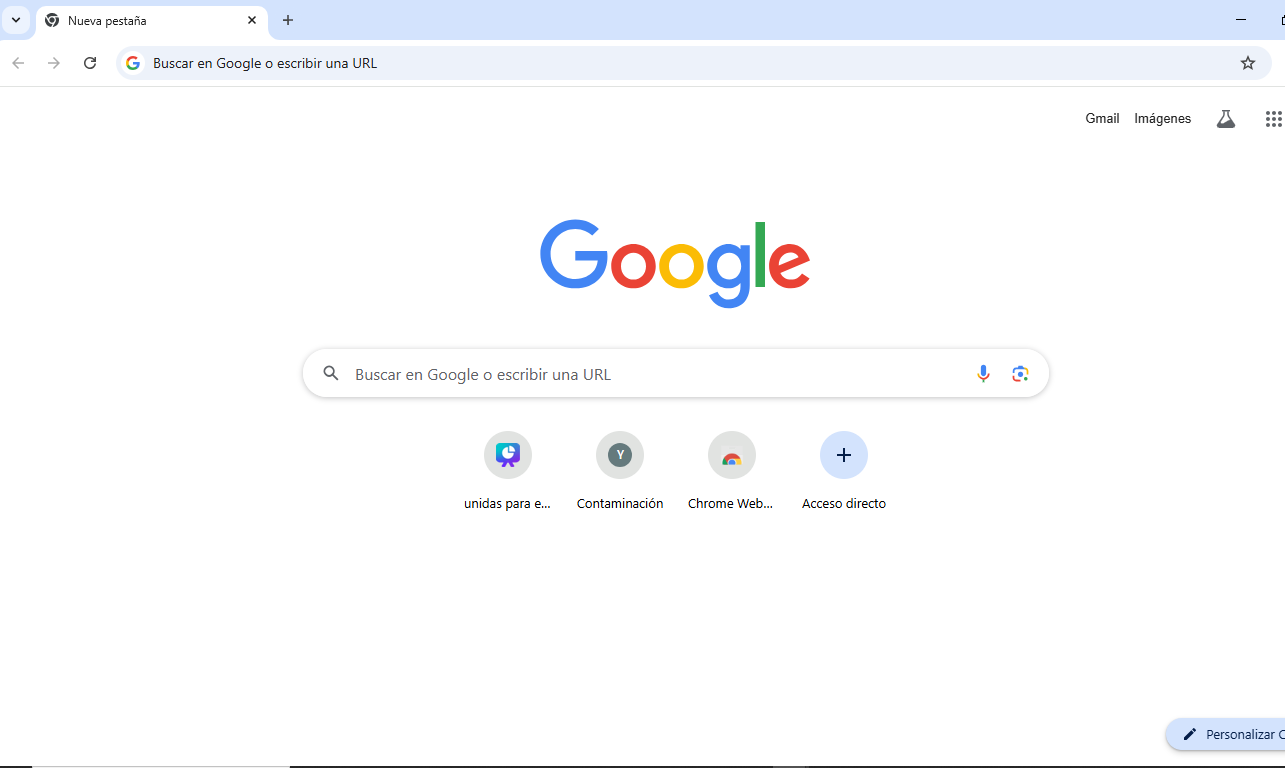 Nueva pestaña
Buscar en Google o escribir una URL
Gmail Imágenes
Google
Buscar en Google o escribir una URL
Y
unidas para e... Contaminación Chrome Web... Acceso directo
Personalizar C